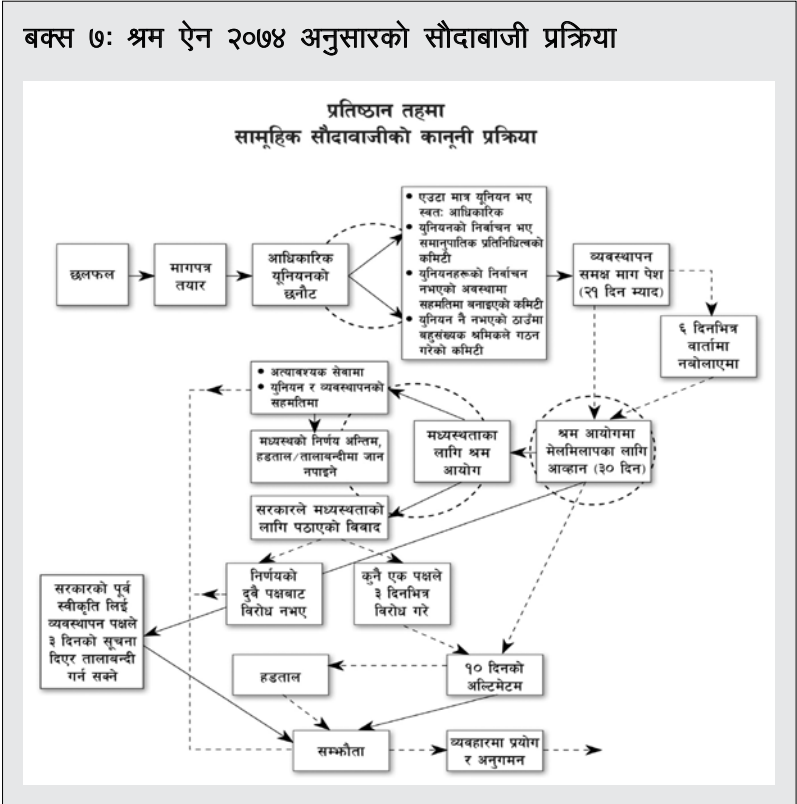 बक्स ७: श्रम ऐन २०७४ अनुसारको सौदाबाजी प्रक्रिया
प्रतिष्ठान तहमा
सामूहिक सौदावाजीको कानूनी प्रक्रिया
छलफल
मागपत्र
तयार
आधिकारिक
यूनियनको
छनौट
• एउटा मात्र यूनियन भए
स्वतः आधिकारिक
• युनियनको निर्वाचन भए
समानुपातिक प्रतिनिधित्वको
कमिटी
• युनियनहरूको निर्वाचन
नभएको अवस्थामा
सहमतिमा बनाइएको कमिटी
• युनियन नै नभएको ठाउँमा
बहुसंख्यक श्रमिकले गठन
गरेको कमिटी
व्यवस्थापन
समक्ष माग पेश
(२१ दिन म्याद)
६ दिनभित्र
वार्तामा
नबोलाएमा
• अत्यावश्यक सेवामा
• युनियन र व्यवस्थापनको
सहमतिमा
मध्यस्थको निर्णय अन्तिम,
हडताल/तालाबन्दीमा जान
नपाइने
मध्यस्थताका
लागि श्रम
आयोग
श्रम आयोगमा
मेलमिलापका लागि
आव्हान (३० दिन)
सरकारले मध्यस्थताको
लागि पठाएको विवाद
निर्णयको
दुवै पक्षबाट
विरोध नभए
कुनै एक पक्षले
३ दिनभित्र
विरोध गरे
सरकारको पूर्व
स्वीकृति लिई
व्यवस्थापन पक्षले
३ दिनको सूचना
दिएर तालाबन्दी
गर्न सक्ने
हडताल
१० दिनको
अल्टिमेटम
सम्झौता
व्यवहारमा प्रयोग
र अनुगमन